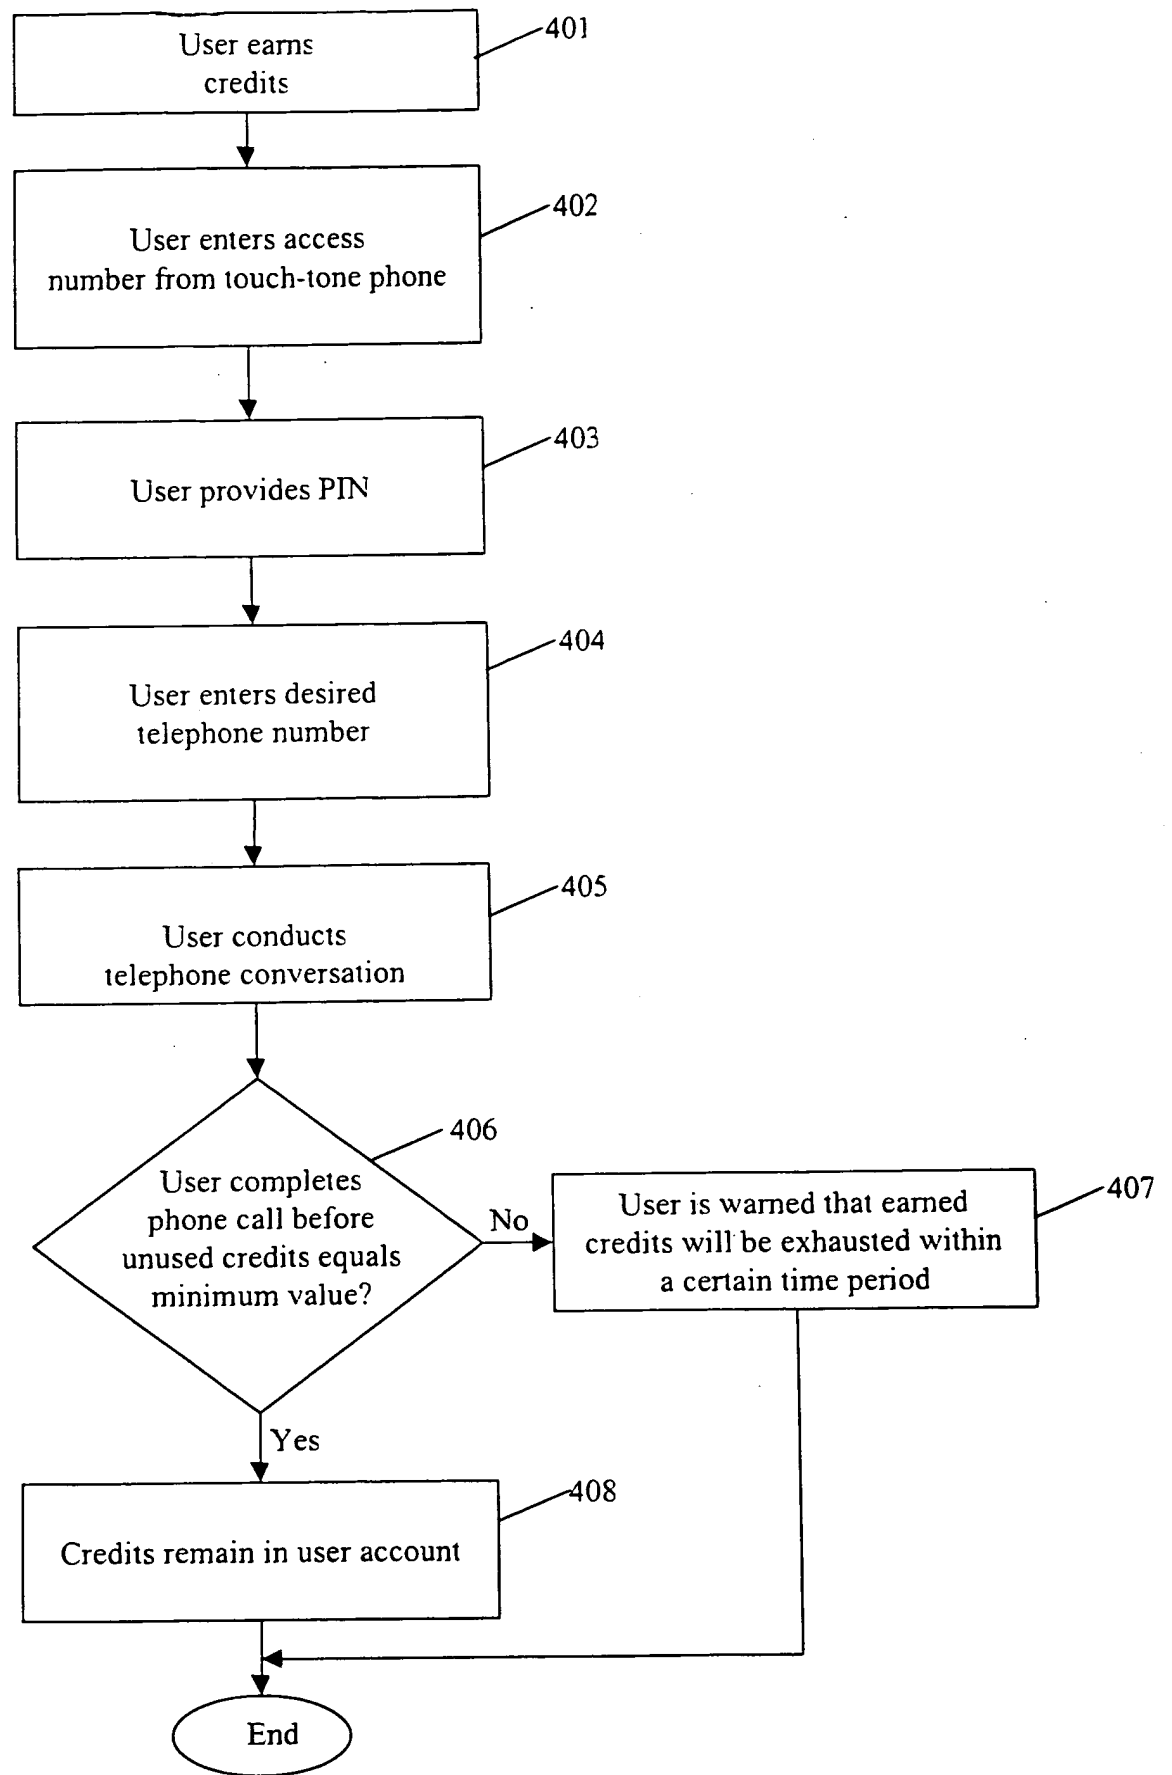 User earns
credits
401
User enters access
number from touch-tone phone
402
User provides PIN
403
User enters desired
telephone number
404
User conducts
telephone conversation
405
User completes
phone call before
unused credits equals
minimum value?
406
No
User is warned that earned
credits will be exhausted within
a certain time period
407
Yes
Credits remain in user account
408
End